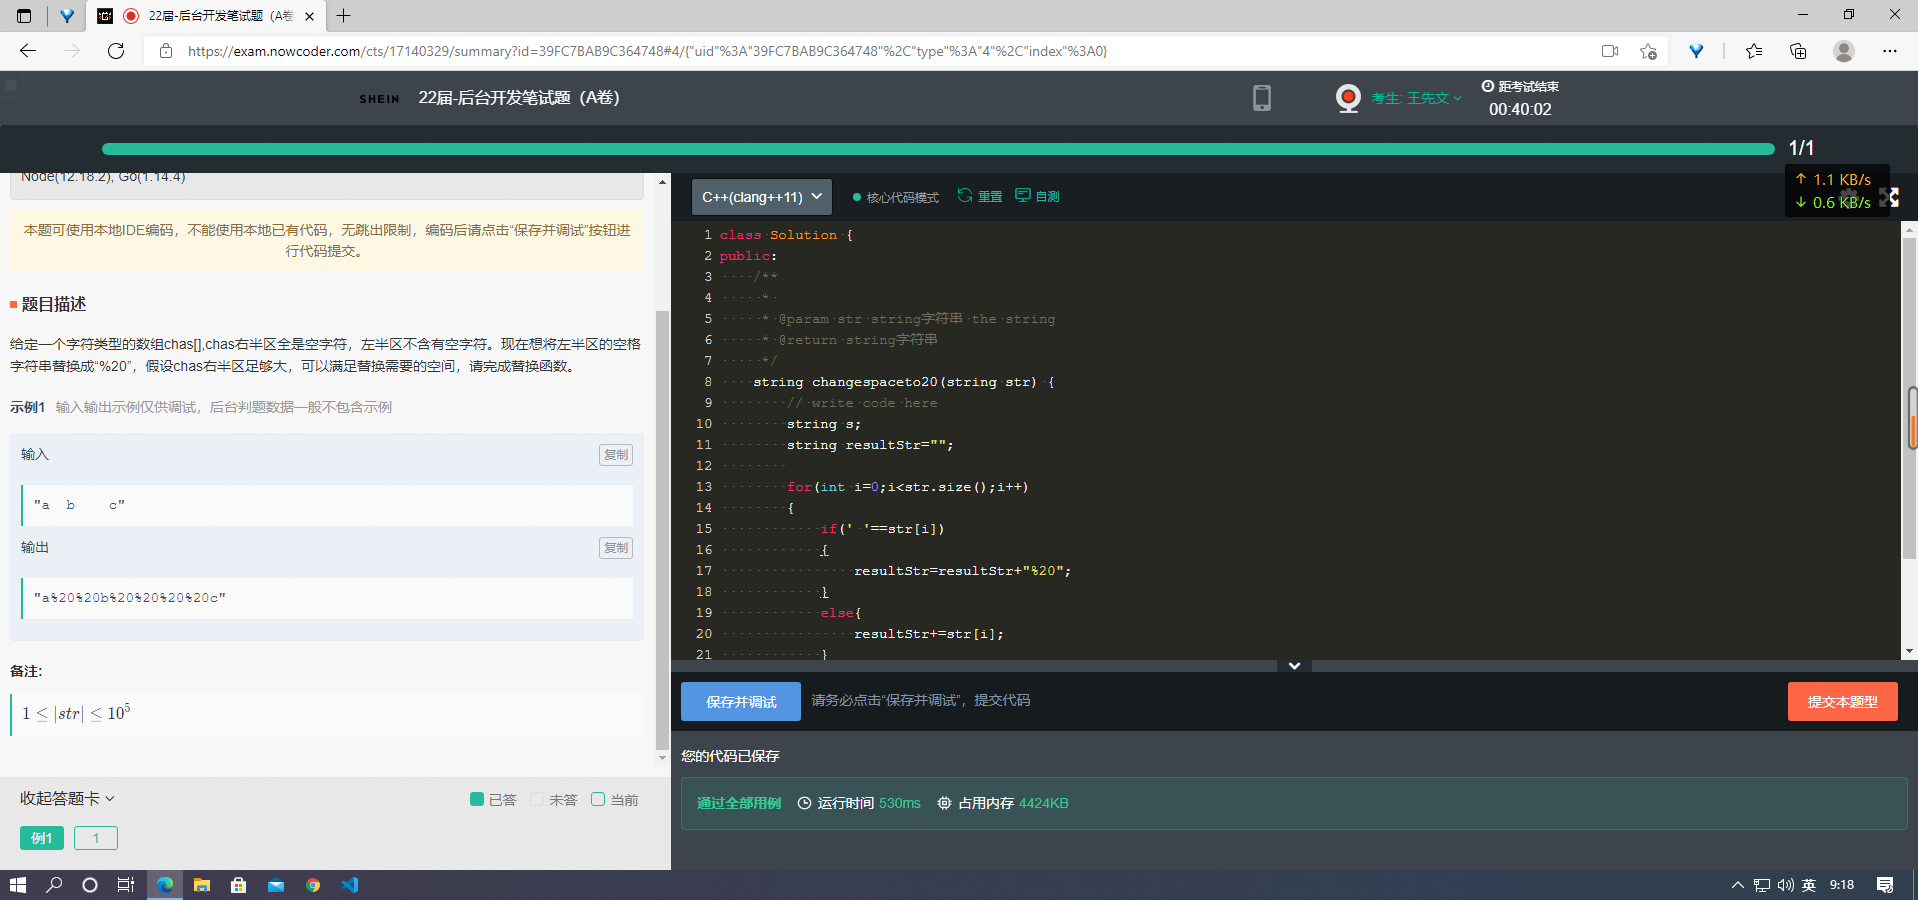 22届-后台开发笔试题（A卷
https://exam.nowcoder.com/cts/17140329/summary?id=39FC7BAB9C364748#4/{"uid"%3A"39FC7BAB9C364748"%2C"type"%3A"4"%2C"index"%3A0}
SHEIN 22届-后台开发笔试题（A卷）
考生: 王先文
距考试结束
00:40:02
1/1
Node(12.18.2), Go(1.14.4)
本题可使用本地IDE编码，不能使用本地已有代码，无跳出限制，编码后请点击“保存并调试”按钮进
行代码提交。
题目描述
给定一个字符类型的数组chas[],chas右半区全是空字符，左半区不含有空字符。现在想将左半区的空格
字符串替换成“%20”，假设chas右半区足够大，可以满足替换需要的空间，请完成替换函数。
示例1 输入输出示例仅供调试，后台判题数据一般不包含示例
输入 复制
"a  b    c"
输出 复制
"a%20%20b%20%20%20%20c"
备注:
1 ≤ |str| ≤ 10^5
收起答题卡 已答 未答 当前
例1 1
C++(clang++11) 核心代码模式 重置 自测
↑ 1.1 KB/s
↓ 0.6 KB/s
1 class Solution {
2 public:
3     /**
4      *
5      * @param str string字符串 the string
6      * @return string字符串
7      */
8     string changespaceto20(string str) {
9         // write code here
10         string s;
11         string resultStr="";
12
13         for(int i=0;i<str.size();i++)
14         {
15             if(' '==str[i])
16             {
17                 resultStr=resultStr+"%20";
18             }
19             else{
20                 resultStr+=str[i];
21             }
保存并调试 请务必点击“保存并调试”，提交代码 提交本题型
您的代码已保存
通过全部用例 运行时间 530ms 占用内存 4424KB
英 9:18